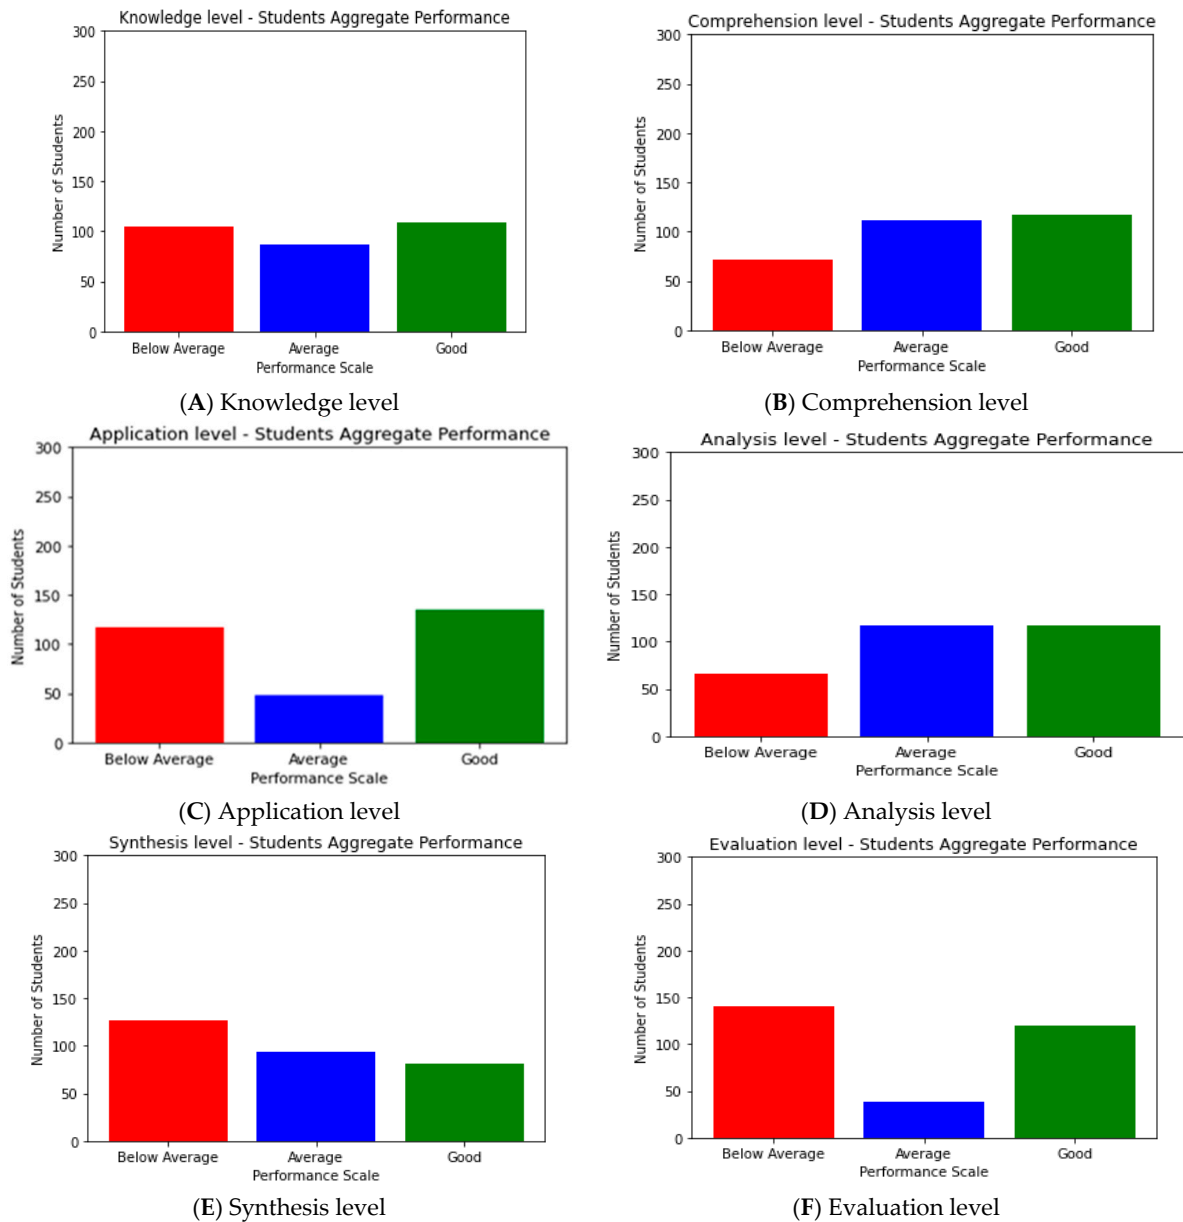 Knowledge level - Students Aggregate Performance
300
250
200
150
100
50
0
Number of Students
Below Average Average Good
Performance Scale
(A) Knowledge level
Comprehension level - Students Aggregate Performance
300
250
200
150
100
50
0
Number of Students
Below Average Average Good
Performance Scale
(B) Comprehension level
Application level - Students Aggregate Performance
300
250
200
150
100
50
0
Number of Students
Below Average Average Good
Performance Scale
(C) Application level
Analysis level - Students Aggregate Performance
300
250
200
150
100
50
0
Number of Students
Below Average Average Good
Performance Scale
(D) Analysis level
Synthesis level - Students Aggregate Performance
300
250
200
150
100
50
0
Number of Students
Below Average Average Good
Performance Scale
(E) Synthesis level
Evaluation level - Students Aggregate Performance
300
250
200
150
100
50
0
Number of Students
Below Average Average Good
Performance Scale
(F) Evaluation level